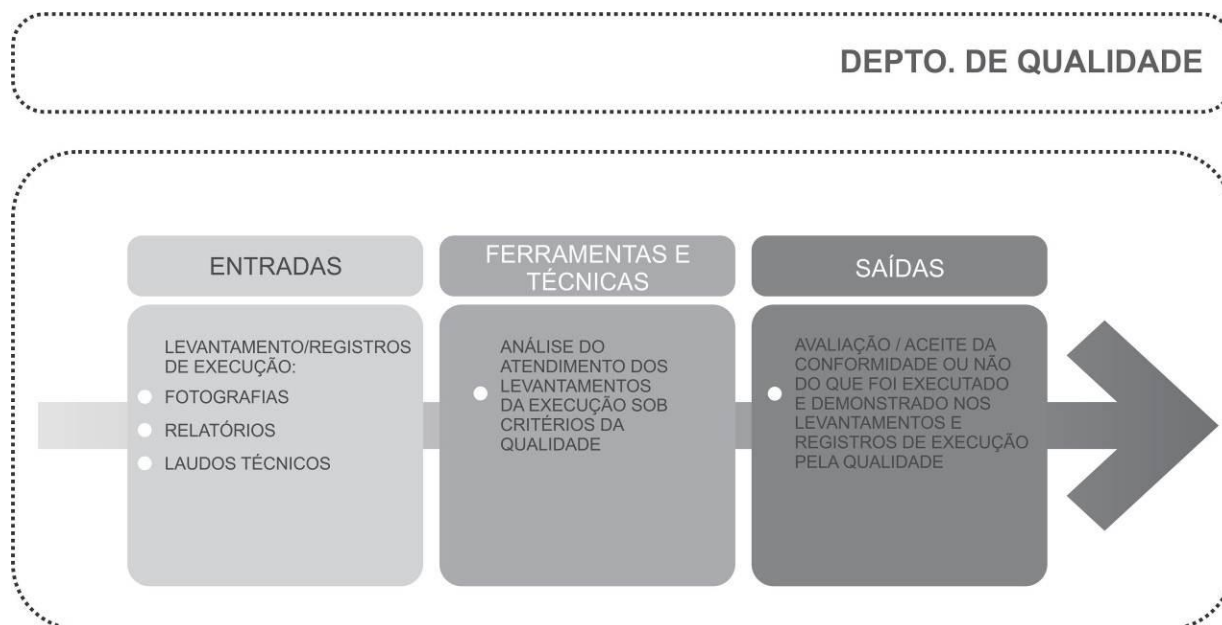 DEPTO. DE QUALIDADE
ENTRADAS
LEVANTAMENTO/REGISTROS
DE EXECUÇÃO:
FOTOGRAFIAS
RELATÓRIOS
LAUDOS TÉCNICOS
FERRAMENTAS E
TÉCNICAS
ANÁLISE DO
ATENDIMENTO DOS
LEVANTAMENTOS
DA EXECUÇÃO SOB
CRITÉRIOS DA
QUALIDADE
SAÍDAS
AVALIAÇÃO / ACEITE DA
CONFORMIDADE OU NÃO
DO QUE FOI EXECUTADO
E DEMONSTRADO NOS
LEVANTAMENTOS E
REGISTROS DE EXECUÇÃO
PELA QUALIDADE